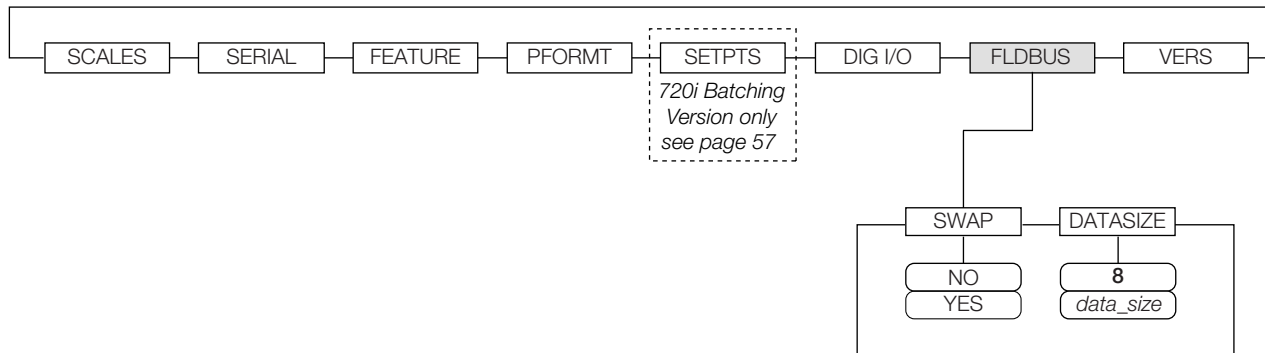 SCALES
SERIAL
FEATURE
PFORMT
SETPTS
DIG I/O
FLDBUS
VERS
720i Batching
Version only
see page 57
SWAP
DATASIZE
NO
8
YES
data_size